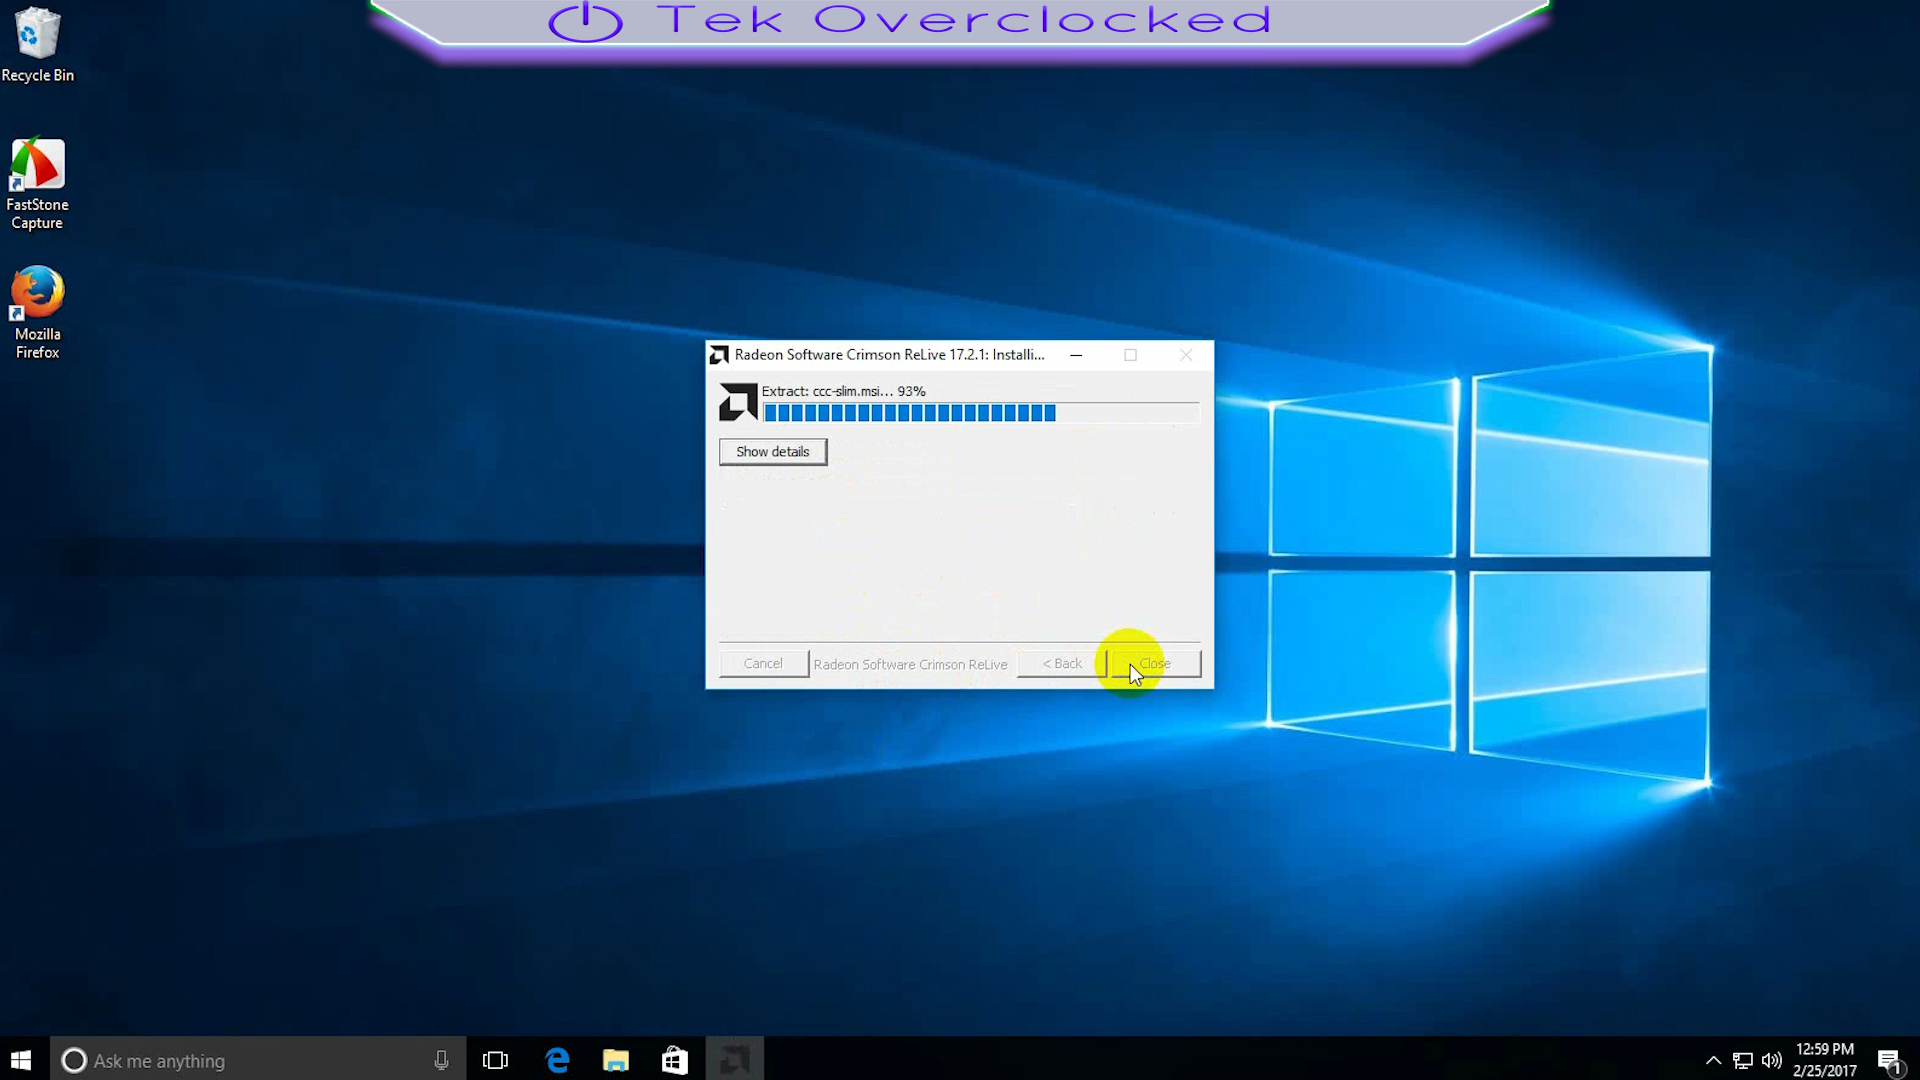 Tek Overclocked
Recycle Bin
FastStone
Capture
Mozilla
Firefox
Radeon Software Crimson ReLive 17.2.1: Installi...
Extract: ccc-slim.msi... 93%
Show details
Cancel
Radeon Software Crimson ReLive
< Back
Close
Ask me anything
12:59 PM
2/25/2017
1